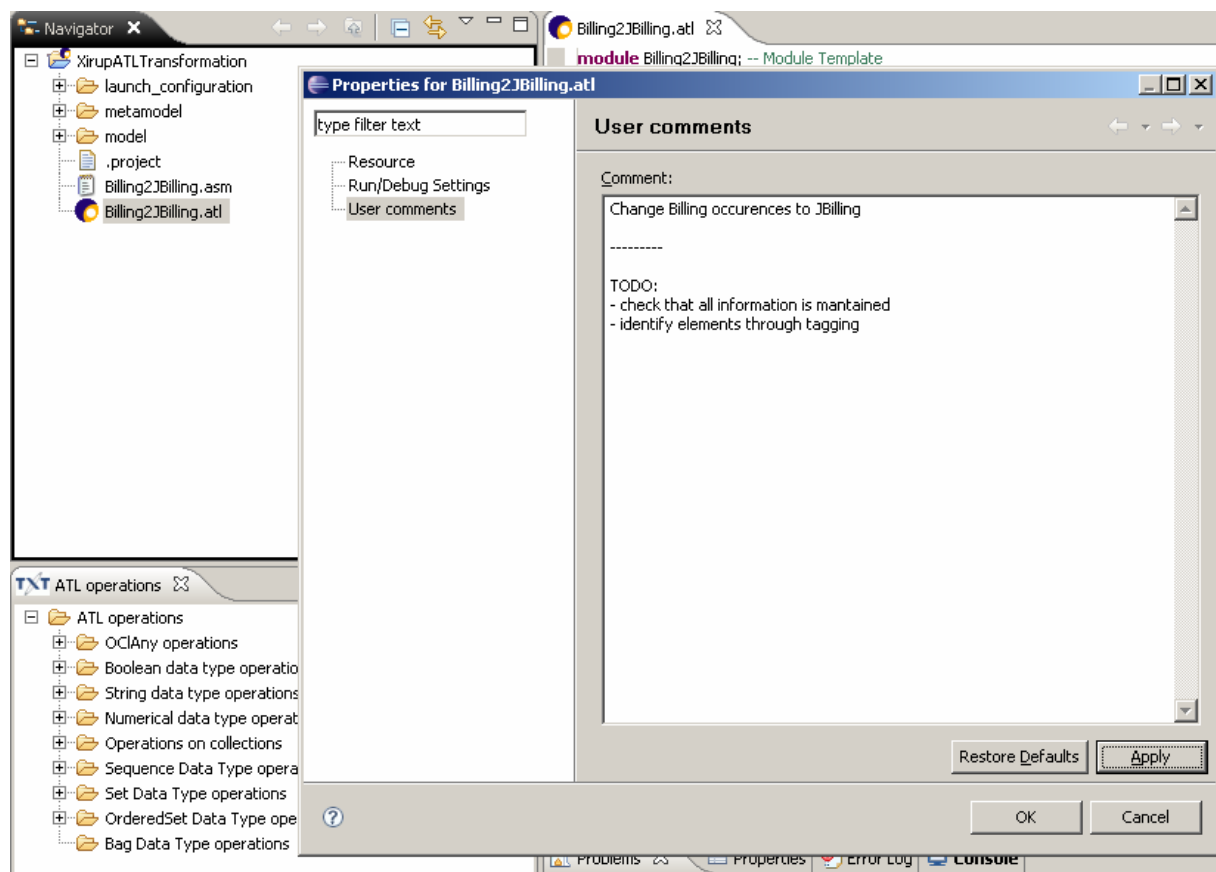 Navigator
XirupATLTransformation
launch_configuration
metamodel
model
.project
Billing2JBilling.asm
Billing2JBilling.atl
Billing2JBilling.atl
module Billing2JBilling; -- Module Template
Properties for Billing2JBilling.atl
type filter text
Resource
Run/Debug Settings
User comments
User comments
Comment:
Change Billing occurences to JBilling
---------
TODO:
- check that all information is mantained
- identify elements through tagging
Restore Defaults
Apply
OK
Cancel
TXT ATL operations
ATL operations
OClAny operations
Boolean data type operatio
String data type operations
Numerical data type operat
Operations on collections
Sequence Data Type opera
Set Data Type operations
OrderedSet Data Type ope
Bag Data Type operations
Problems
Properties
Error Log
Console